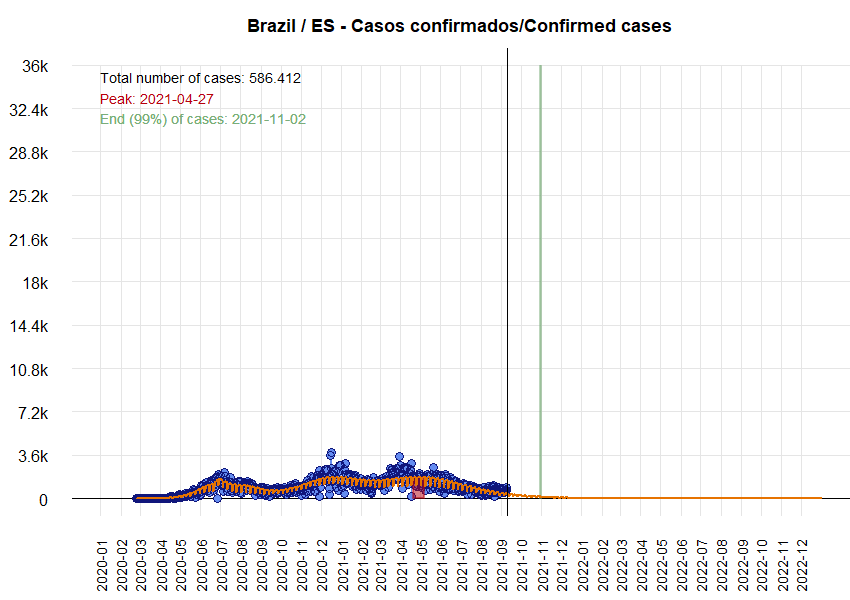 Brazil / ES - Casos confirmados/Confirmed cases
36k
32.4k
28.8k
25.2k
21.6k
18k
14.4k
10.8k
7.2k
3.6k
0
Total number of cases: 586.412
Peak: 2021-04-27
End (99%) of cases: 2021-11-02
2020-01
2020-02
2020-03
2020-04
2020-05
2020-06
2020-07
2020-08
2020-09
2020-10
2020-11
2020-12
2021-01
2021-02
2021-03
2021-04
2021-05
2021-06
2021-07
2021-08
2021-09
2021-10
2021-11
2021-12
2022-01
2022-02
2022-03
2022-04
2022-05
2022-06
2022-07
2022-08
2022-09
2022-10
2022-11
2022-12